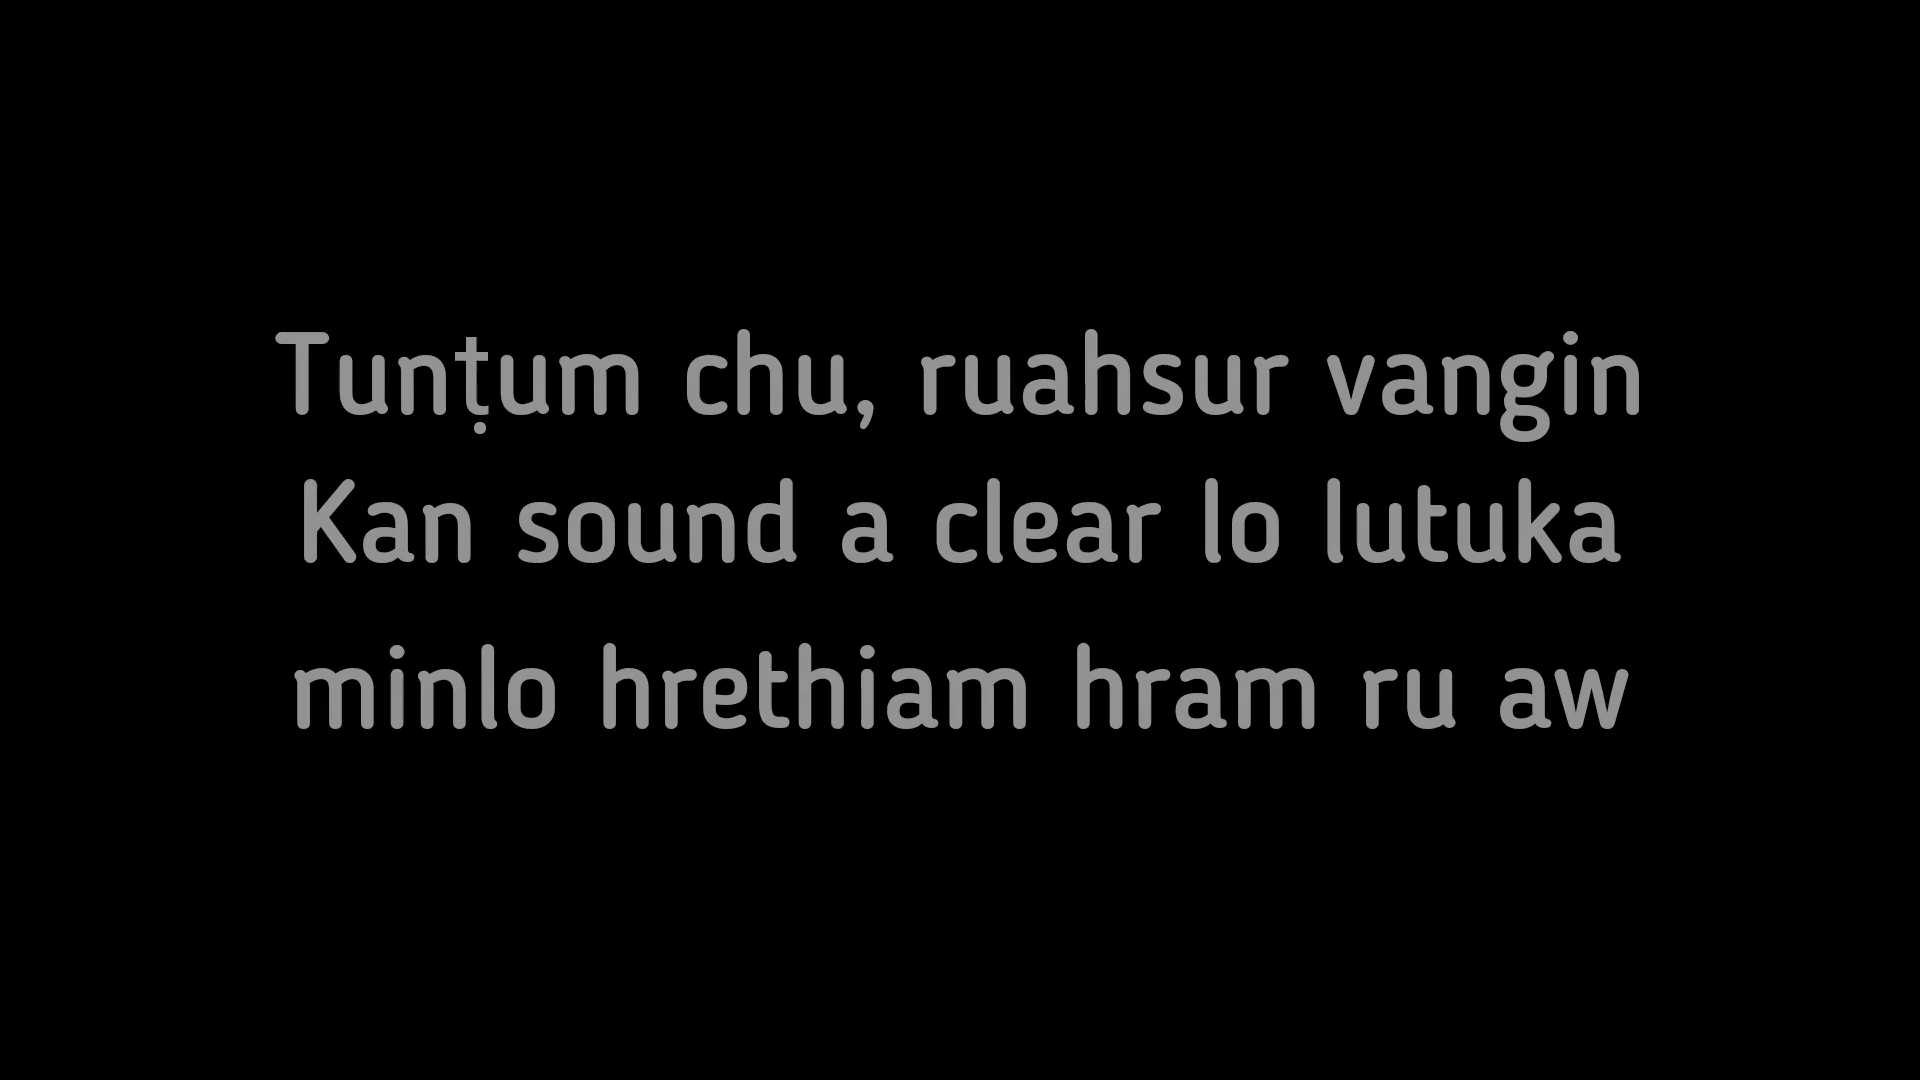 Tunṭum chu, ruahsur vangin
Kan sound a clear lo lutuka
minlo hrethiam hram ru aw